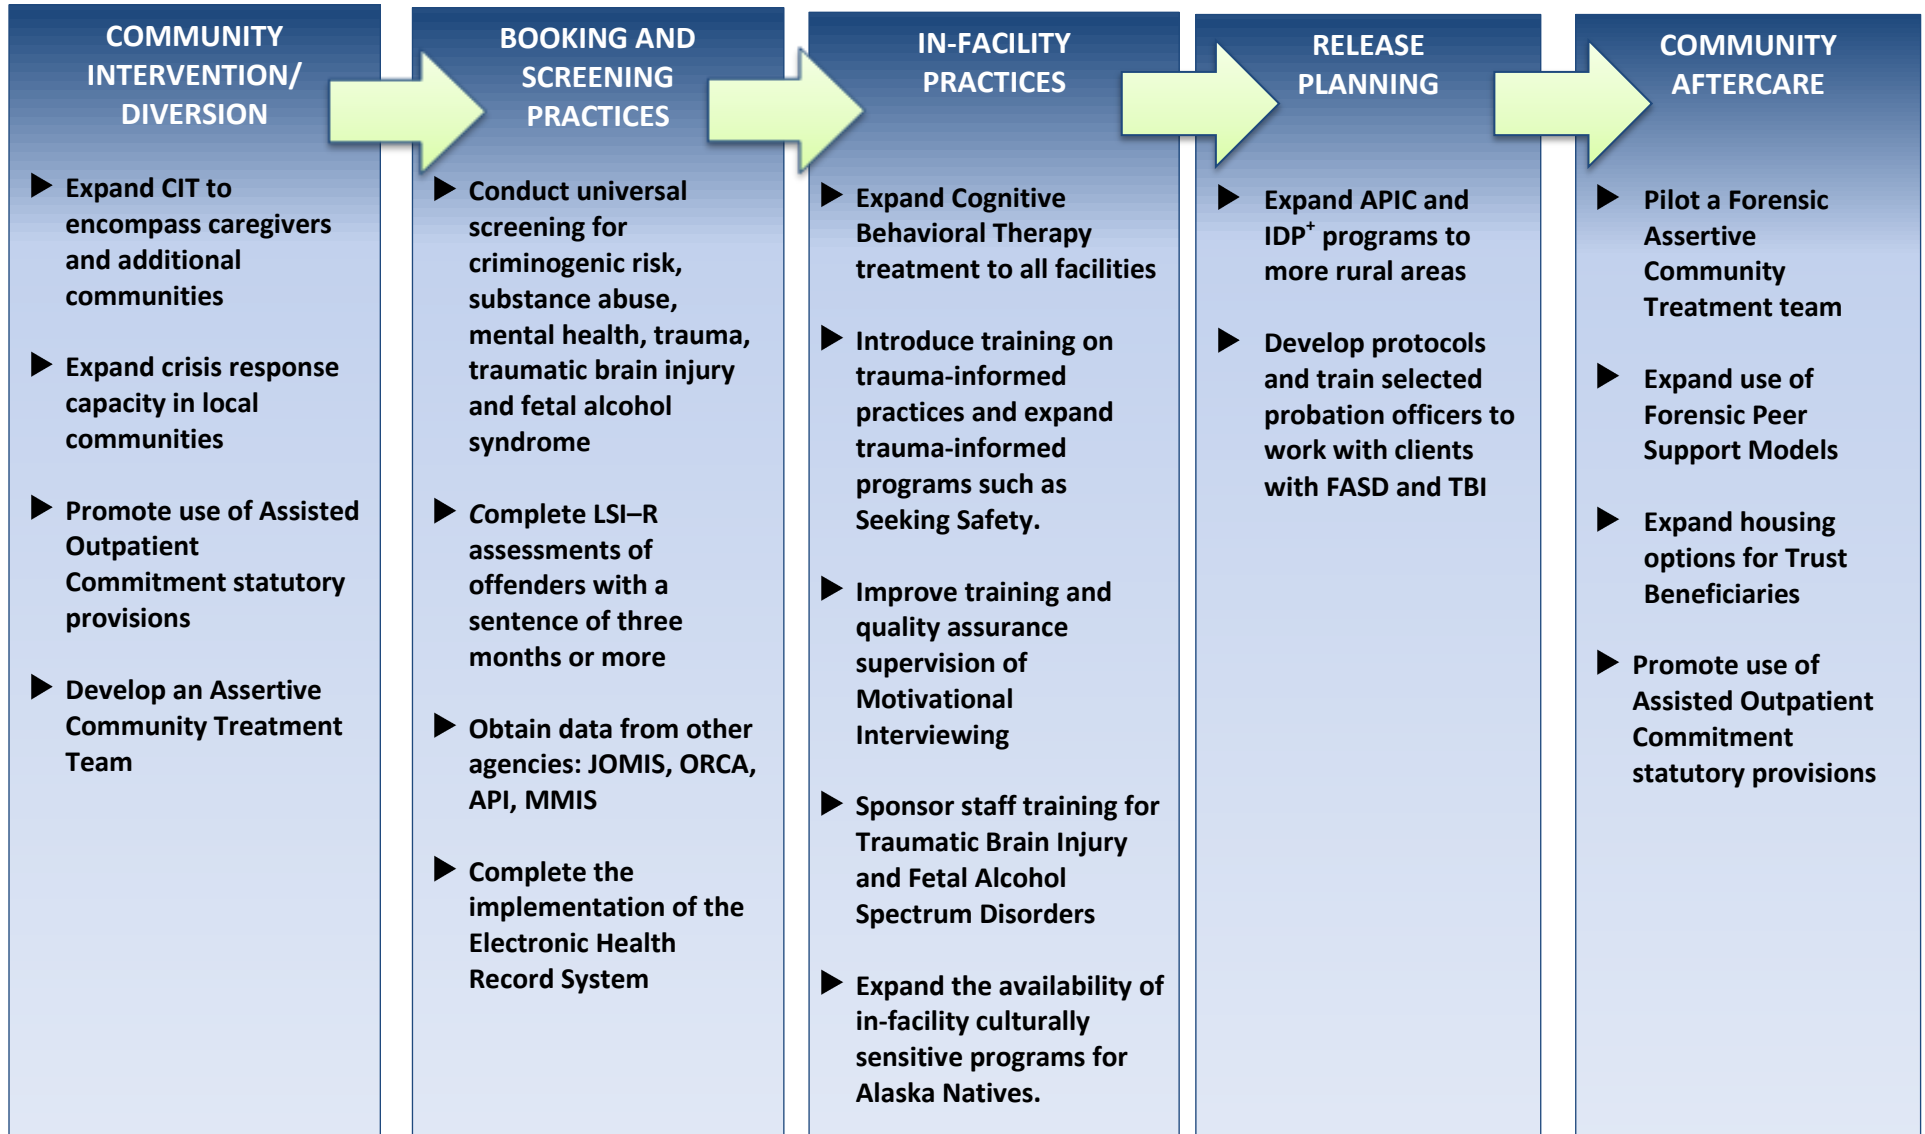 COMMUNITY
INTERVENTION/
DIVERSION
▶ Expand CIT to
encompass caregivers
and additional
communities
▶ Expand crisis response
capacity in local
communities
▶ Promote use of Assisted
Outpatient
Commitment statutory
provisions
▶ Develop an Assertive
Community Treatment
Team
BOOKING AND
SCREENING
PRACTICES
▶ Conduct universal
screening for
criminogenic risk,
substance abuse,
mental health, trauma,
traumatic brain injury
and fetal alcohol
syndrome
▶ Complete LSI–R
assessments of
offenders with a
sentence of three
months or more
▶ Obtain data from other
agencies: JOMIS, ORCA,
API, MMIS
▶ Complete the
implementation of the
Electronic Health
Record System
IN-FACILITY
PRACTICES
▶ Expand Cognitive
Behavioral Therapy
treatment to all facilities
▶ Introduce training on
trauma-informed
practices and expand
trauma-informed
programs such as
Seeking Safety.
▶ Improve training and
quality assurance
supervision of
Motivational
Interviewing
▶ Sponsor staff training for
Traumatic Brain Injury
and Fetal Alcohol
Spectrum Disorders
▶ Expand the availability of
in-facility culturally
sensitive programs for
Alaska Natives.
RELEASE
PLANNING
▶ Expand APIC and
IDP⁺ programs to
more rural areas
▶ Develop protocols
and train selected
probation officers to
work with clients
with FASD and TBI
COMMUNITY
AFTERCARE
▶ Pilot a Forensic
Assertive
Community
Treatment team
▶ Expand use of
Forensic Peer
Support Models
▶ Expand housing
options for Trust
Beneficiaries
▶ Promote use of
Assisted Outpatient
Commitment
statutory provisions